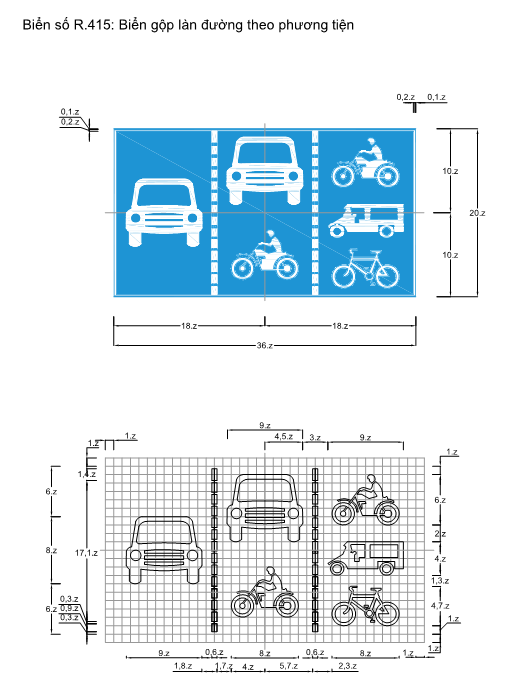 Biển số R.415: Biển gộp làn đường theo phương tiện
0,2.z 0,1.z
0,1.z
0,2.z
10.z
20.z
10.z
18.z 18.z
36.z
9.z
1.z 4,5.z 3.z 9.z
1.z 1.z
1,4.z
6.z 6.z
2.z
8.z 17,1.z 4.z
1,3.z
0,3.z
6.z 0,9.z 4,7.z
0,3.z 1.z
9.z 0,6.z 8.z 0,6.z 8.z 1.z 1.z
1,8.z 1,7.z 4.z 5,7.z 2,3.z